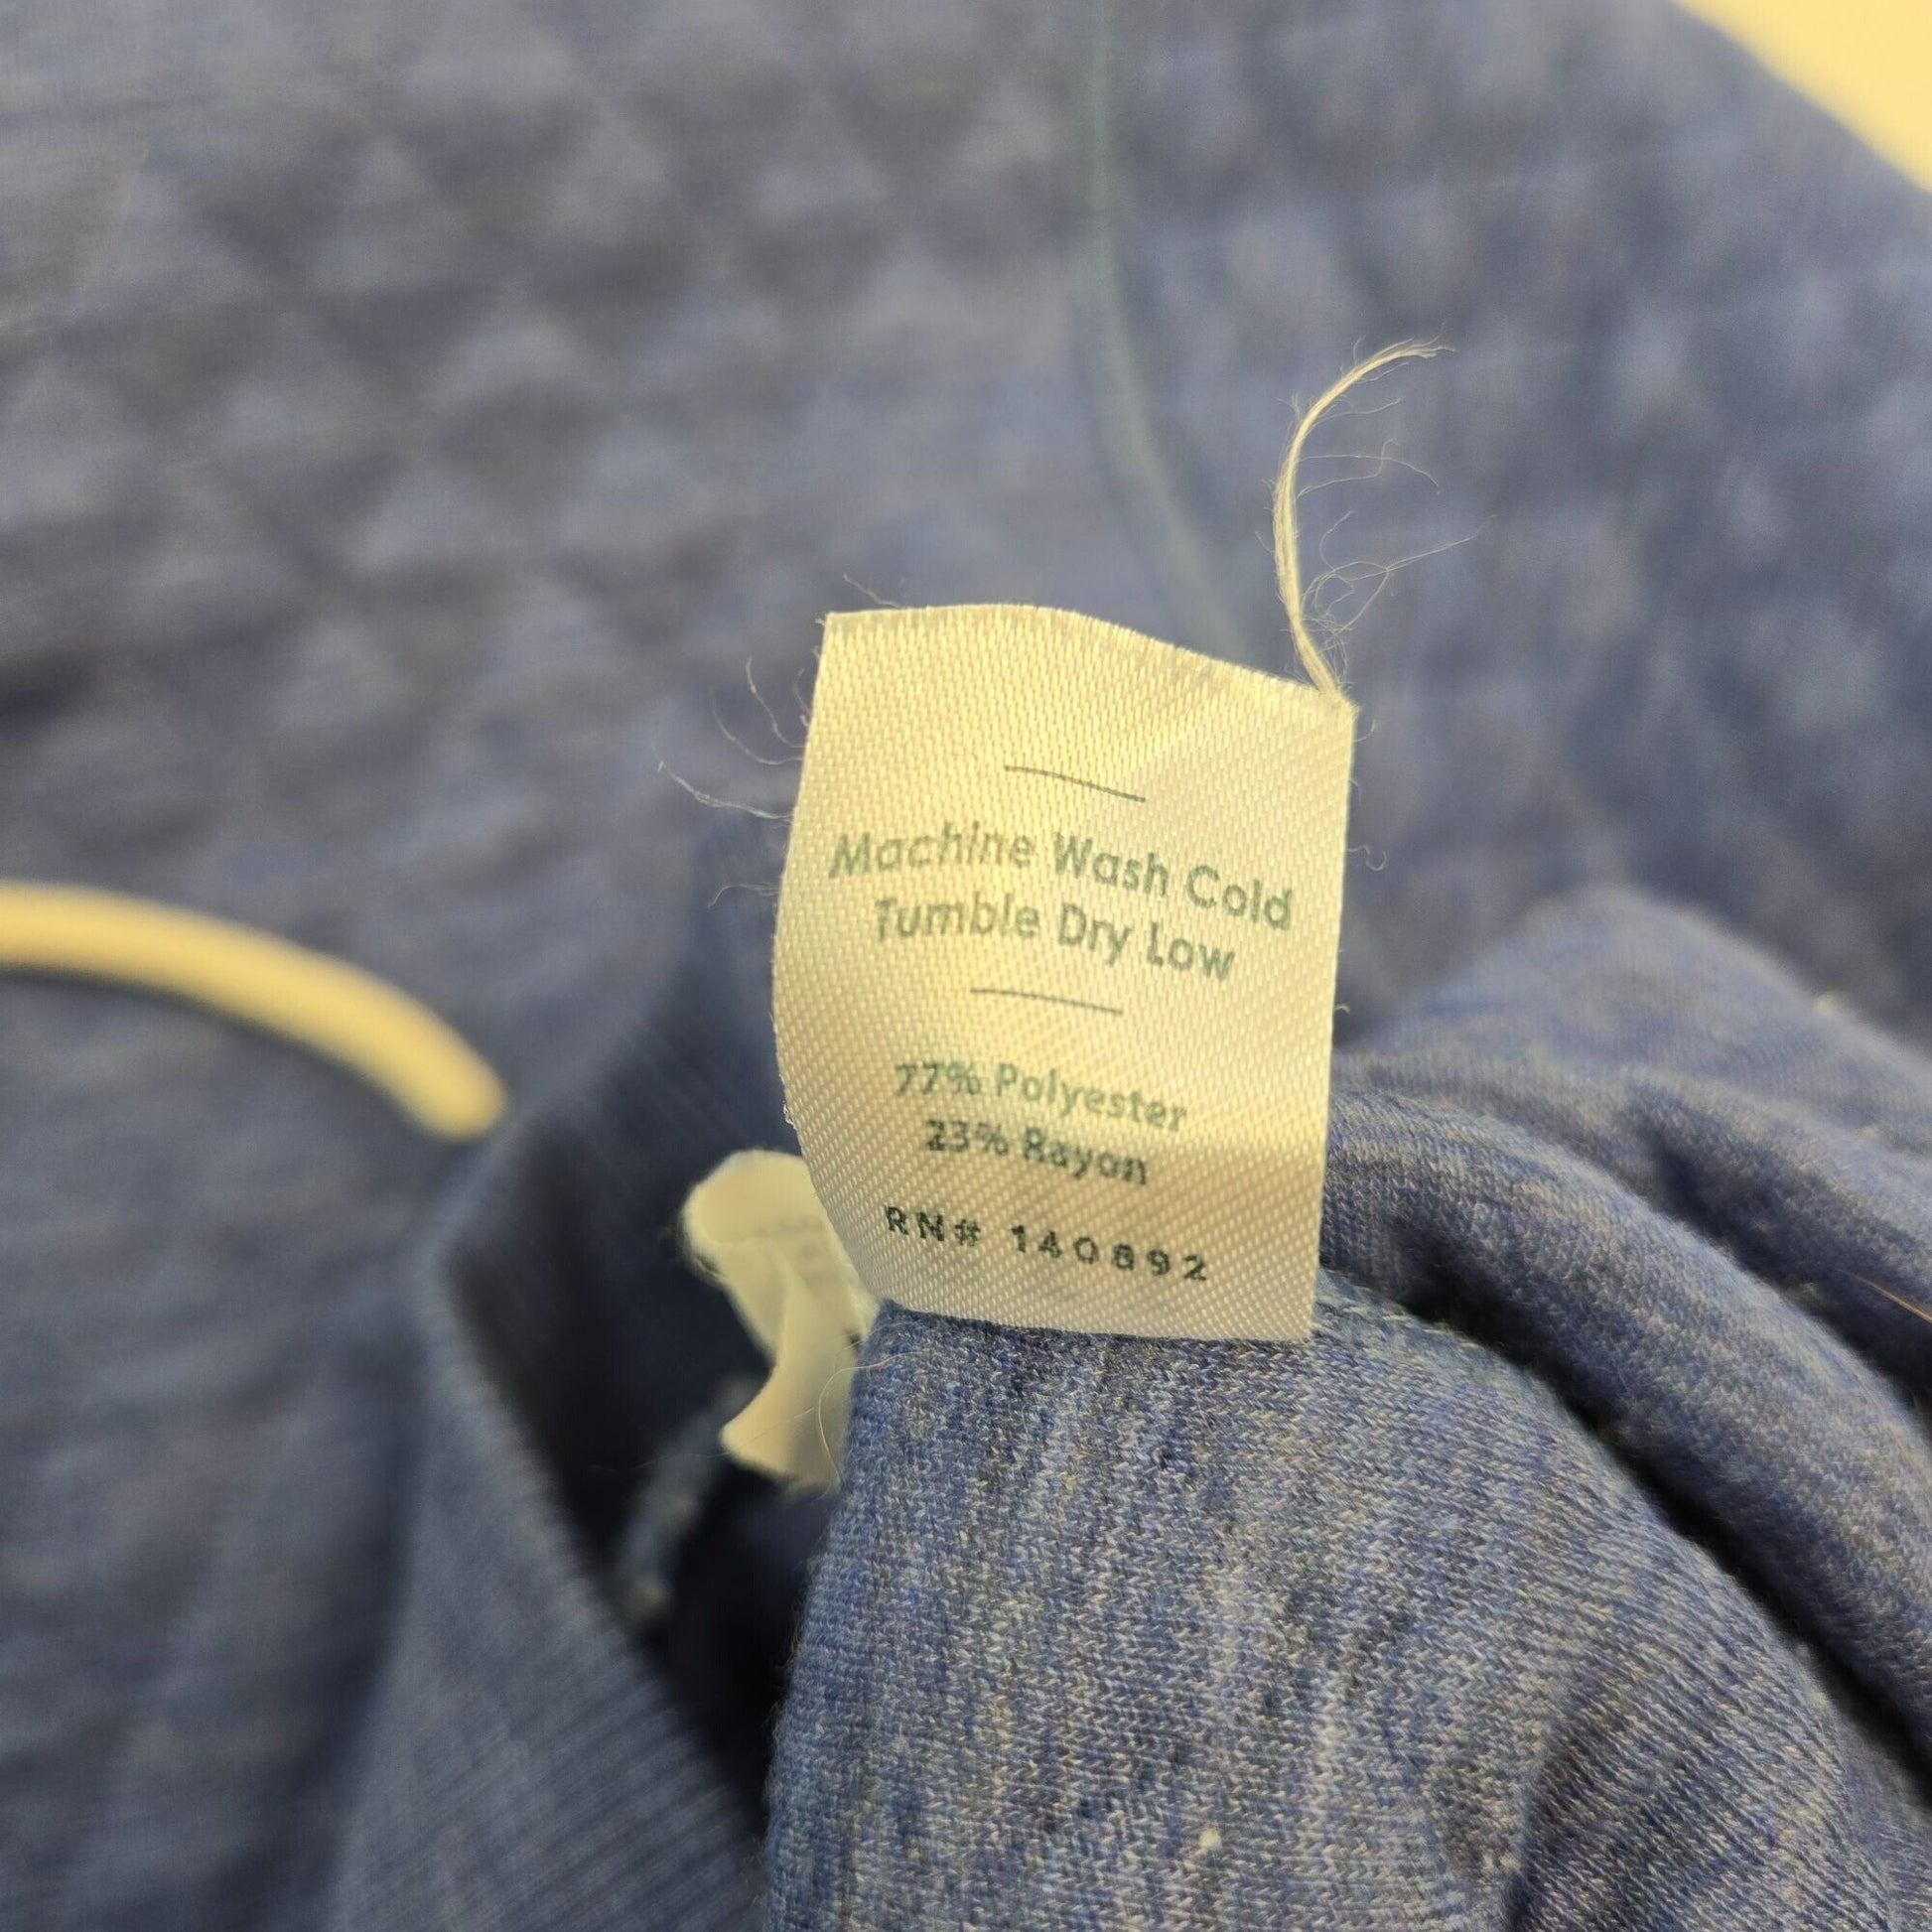 Machine Wash Cold
Tumble Dry Low
77% Polyester
23% Rayon
RN# 140892